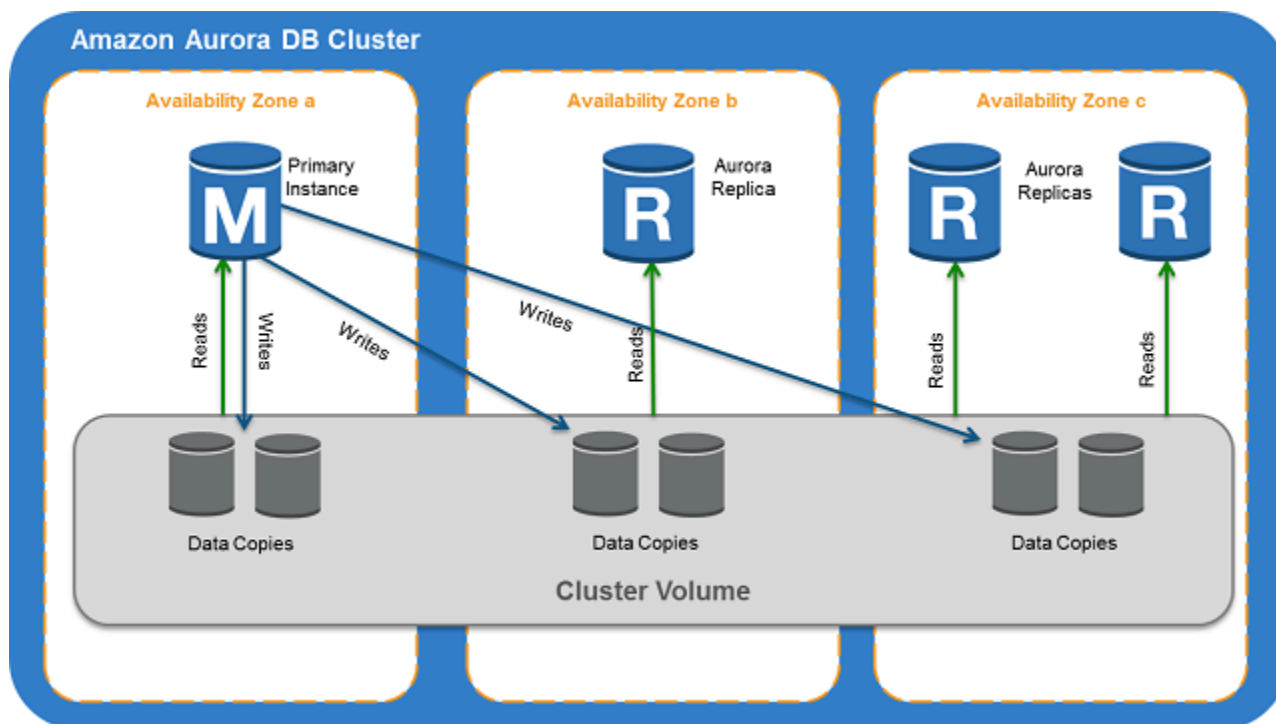 Amazon Aurora DB Cluster
Availability Zone a
Availability Zone b
Availability Zone c
M
Primary
Instance
R
Aurora
Replica
R
Aurora
Replicas
R
Reads
Writes
Writes
Writes
Reads
Reads
Reads
Data Copies
Data Copies
Data Copies
Cluster Volume